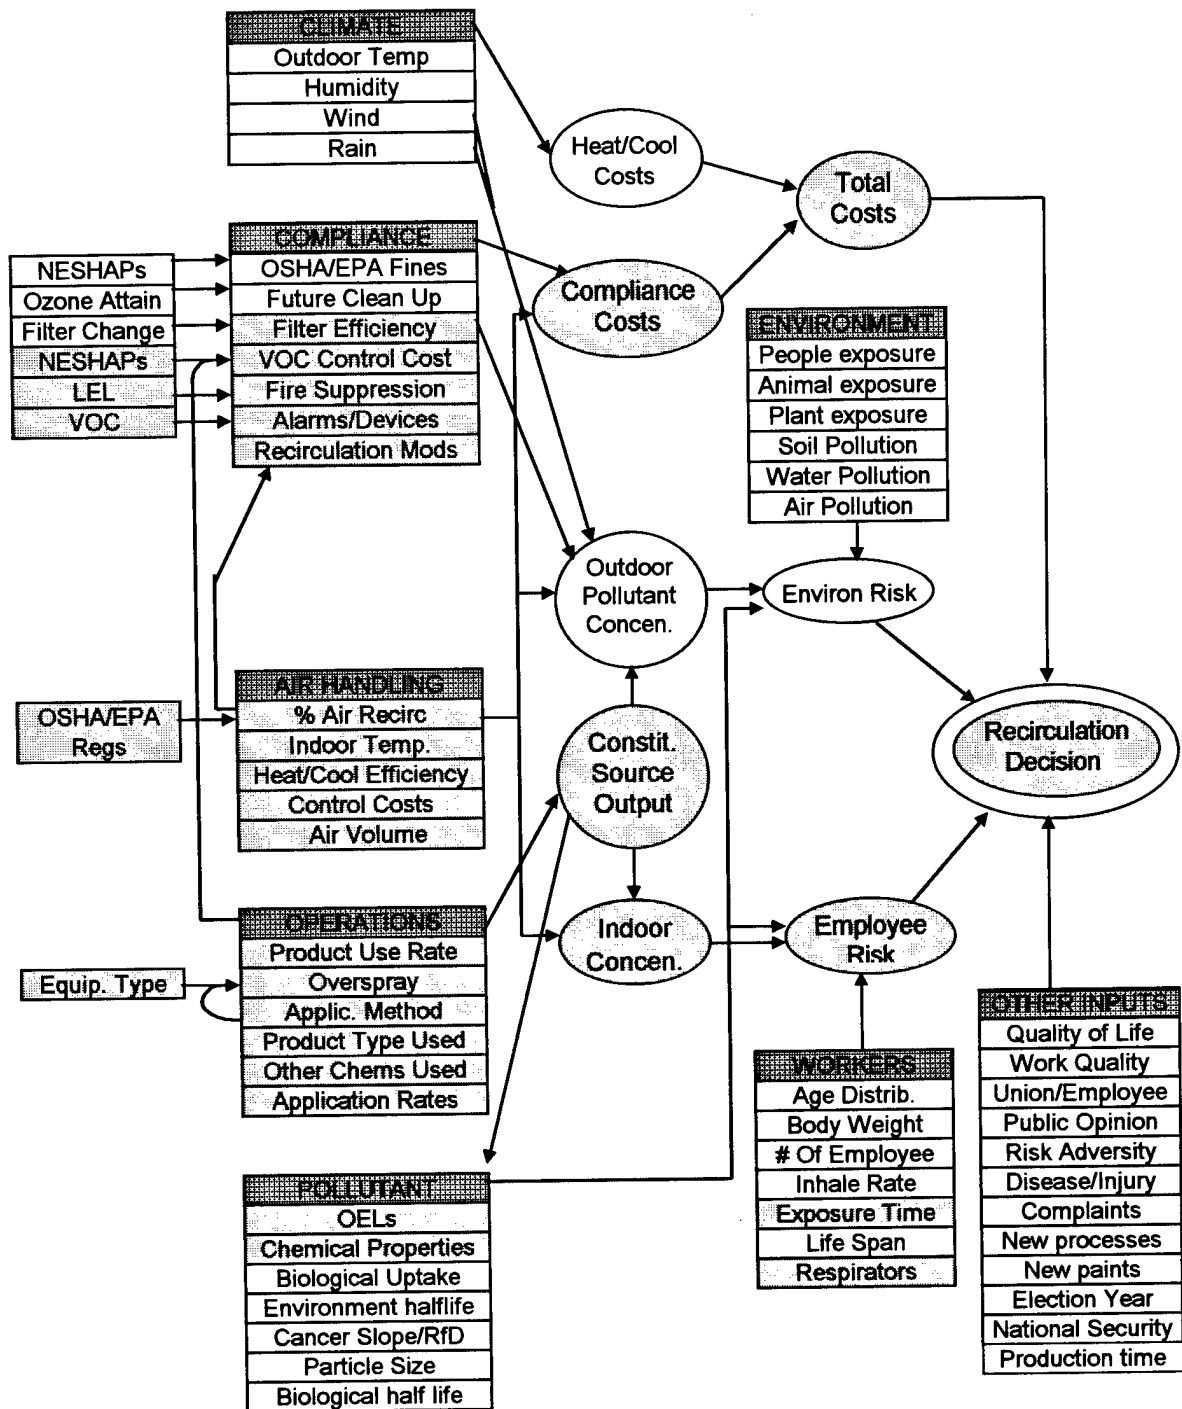 CLIMATE
Outdoor Temp
Humidity
Wind
Rain
Heat/Cool
Costs
Total
Costs
NESHAPs
Ozone Attain
Filter Change
NESHAPs
LEL
VOC
COMPLIANCE
OSHA/EPA Fines
Future Clean Up
Filter Efficiency
VOC Control Cost
Fire Suppression
Alarms/Devices
Recirculation Mods
Compliance
Costs
ENVIRONMENT
People exposure
Animal exposure
Plant exposure
Soil Pollution
Water Pollution
Air Pollution
Outdoor
Pollutant
Concen.
Environ Risk
OSHA/EPA
Regs
AIR HANDLING
% Air Recirc
Indoor Temp.
Heat/Cool Efficiency
Control Costs
Air Volume
Constit.
Source
Output
Recirculation
Decision
Equip. Type
OPERATIONS
Product Use Rate
Overspray
Applic. Method
Product Type Used
Other Chems Used
Application Rates
Indoor
Concen.
Employee
Risk
POLLUTANT
OELs
Chemical Properties
Biological Uptake
Environment halflife
Cancer Slope/RfD
Particle Size
Biological half life
WORKERS
Age Distrib.
Body Weight
# Of Employee
Inhale Rate
Exposure Time
Life Span
Respirators
OTHER INPUTS
Quality of Life
Work Quality
Union/Employee
Public Opinion
Risk Adversity
Disease/Injury
Complaints
New processes
New paints
Election Year
National Security
Production time